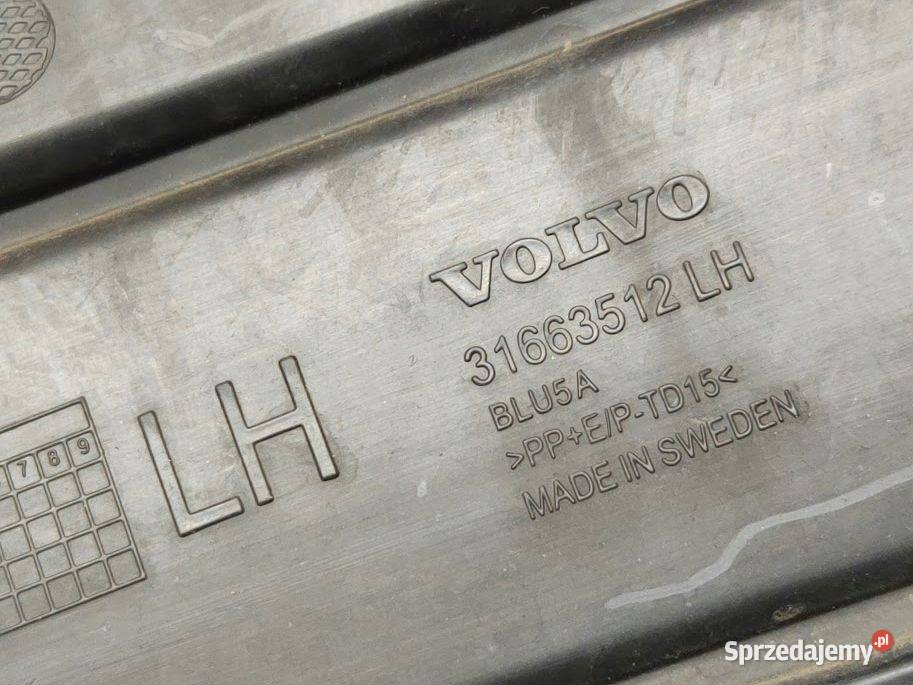 VOLVO
31663512 LH
BLU5A
>PP+E/P-TD15<
MADE IN SWEDEN
LH
7 8 9
Sprzedajemy.pl